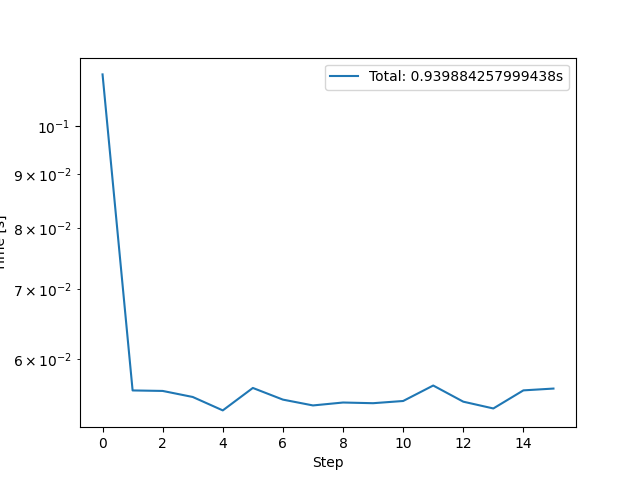 Total: 0.939884257999438s
10⁻¹
9 × 10⁻²
8 × 10⁻²
7 × 10⁻²
6 × 10⁻²
Time [s]
0 2 4 6 8 10 12 14
Step